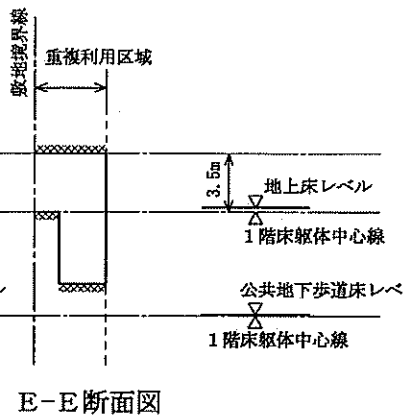 敷地境界線
重複利用区域
3.5m
地上床レベル
1階床躯体中心線
公共地下歩道床レベ
1階床躯体中心線
E-E断面図